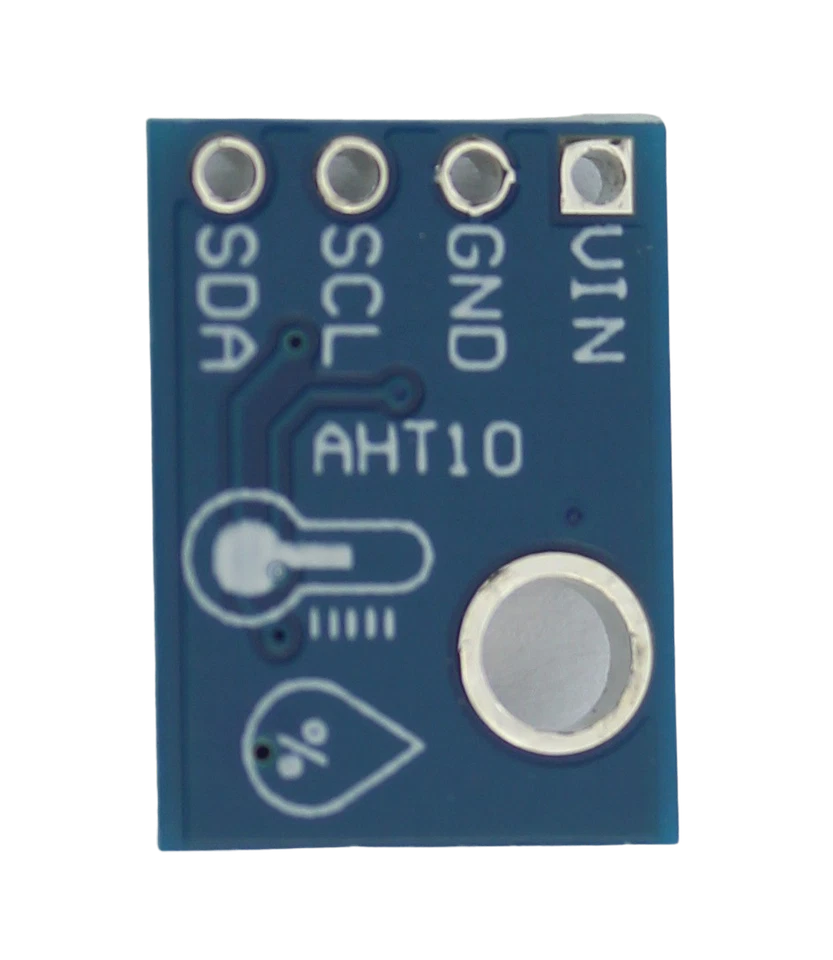 SDA
SCL
GND
VIN
AHT10
%